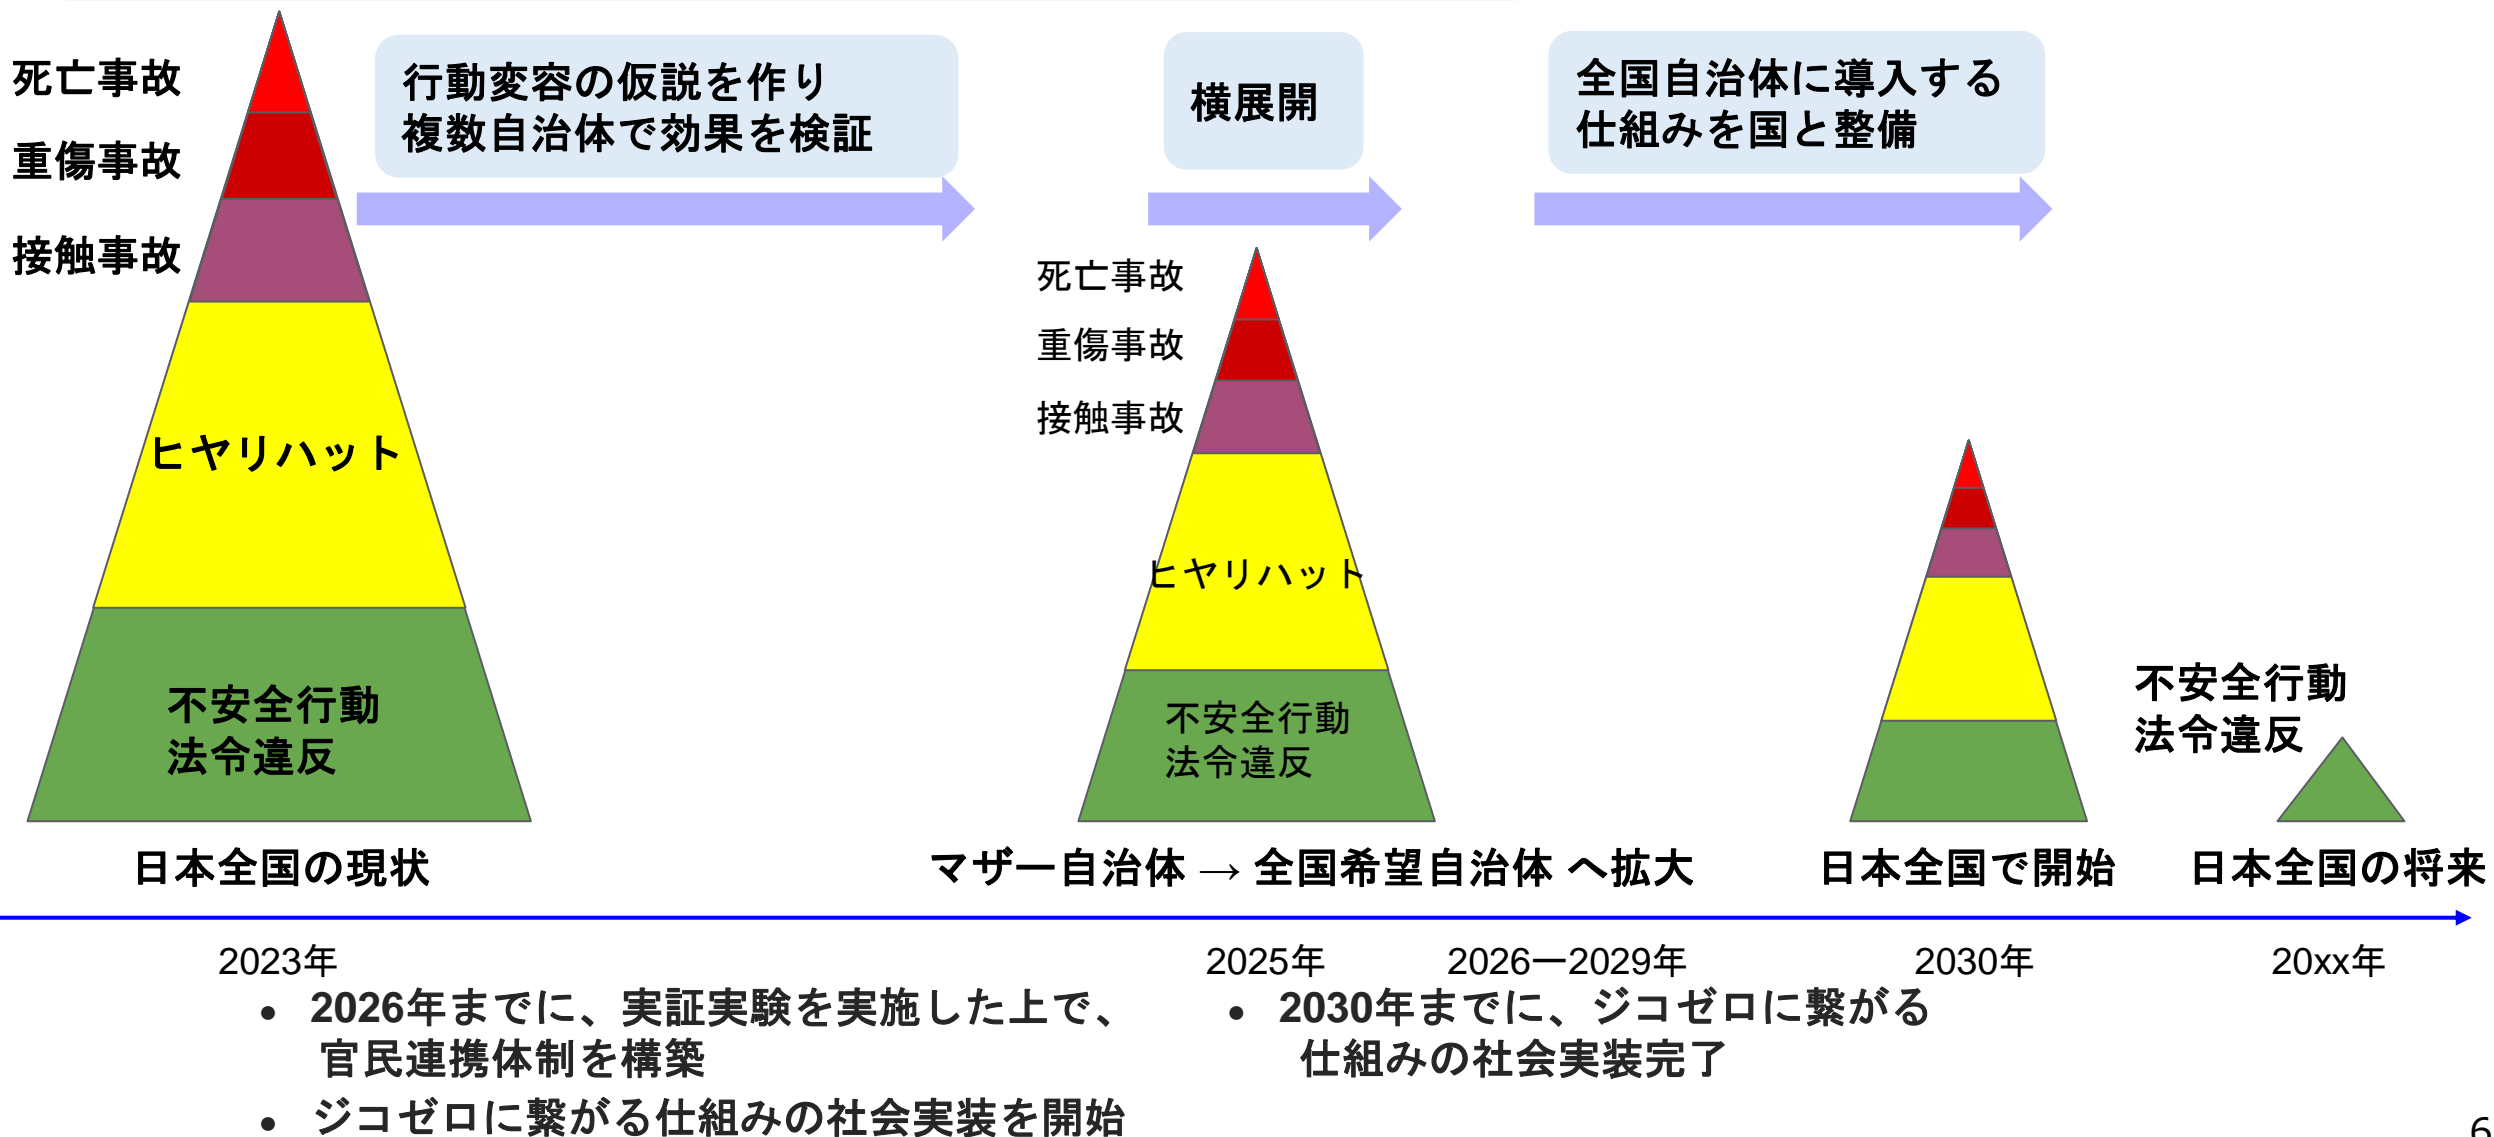 死亡事故
重傷事故
接触事故
ヒヤリハット
不安全行動
法令違反
行動変容の仮説を作り
複数自治体で効果を検証
横展開
全国自治体に導入する
仕組みを国と整備
死亡事故
重傷事故
接触事故
ヒヤリハット
不安全行動
法令違反
不安全行動
法令違反
日本全国の現状
マザー自治体 → 全国希望自治体 へ拡大
日本全国で開始
日本全国の将来
2023年
2025年
2026ー2029年
2030年
20xx年
● 2026年までに、実証実験を実施した上で、
官民連携体制を構築
● ジコゼロに繋がる仕組みの社会実装を開始
● 2030年までに、ジコゼロに繋がる
仕組みの社会実装完了
6